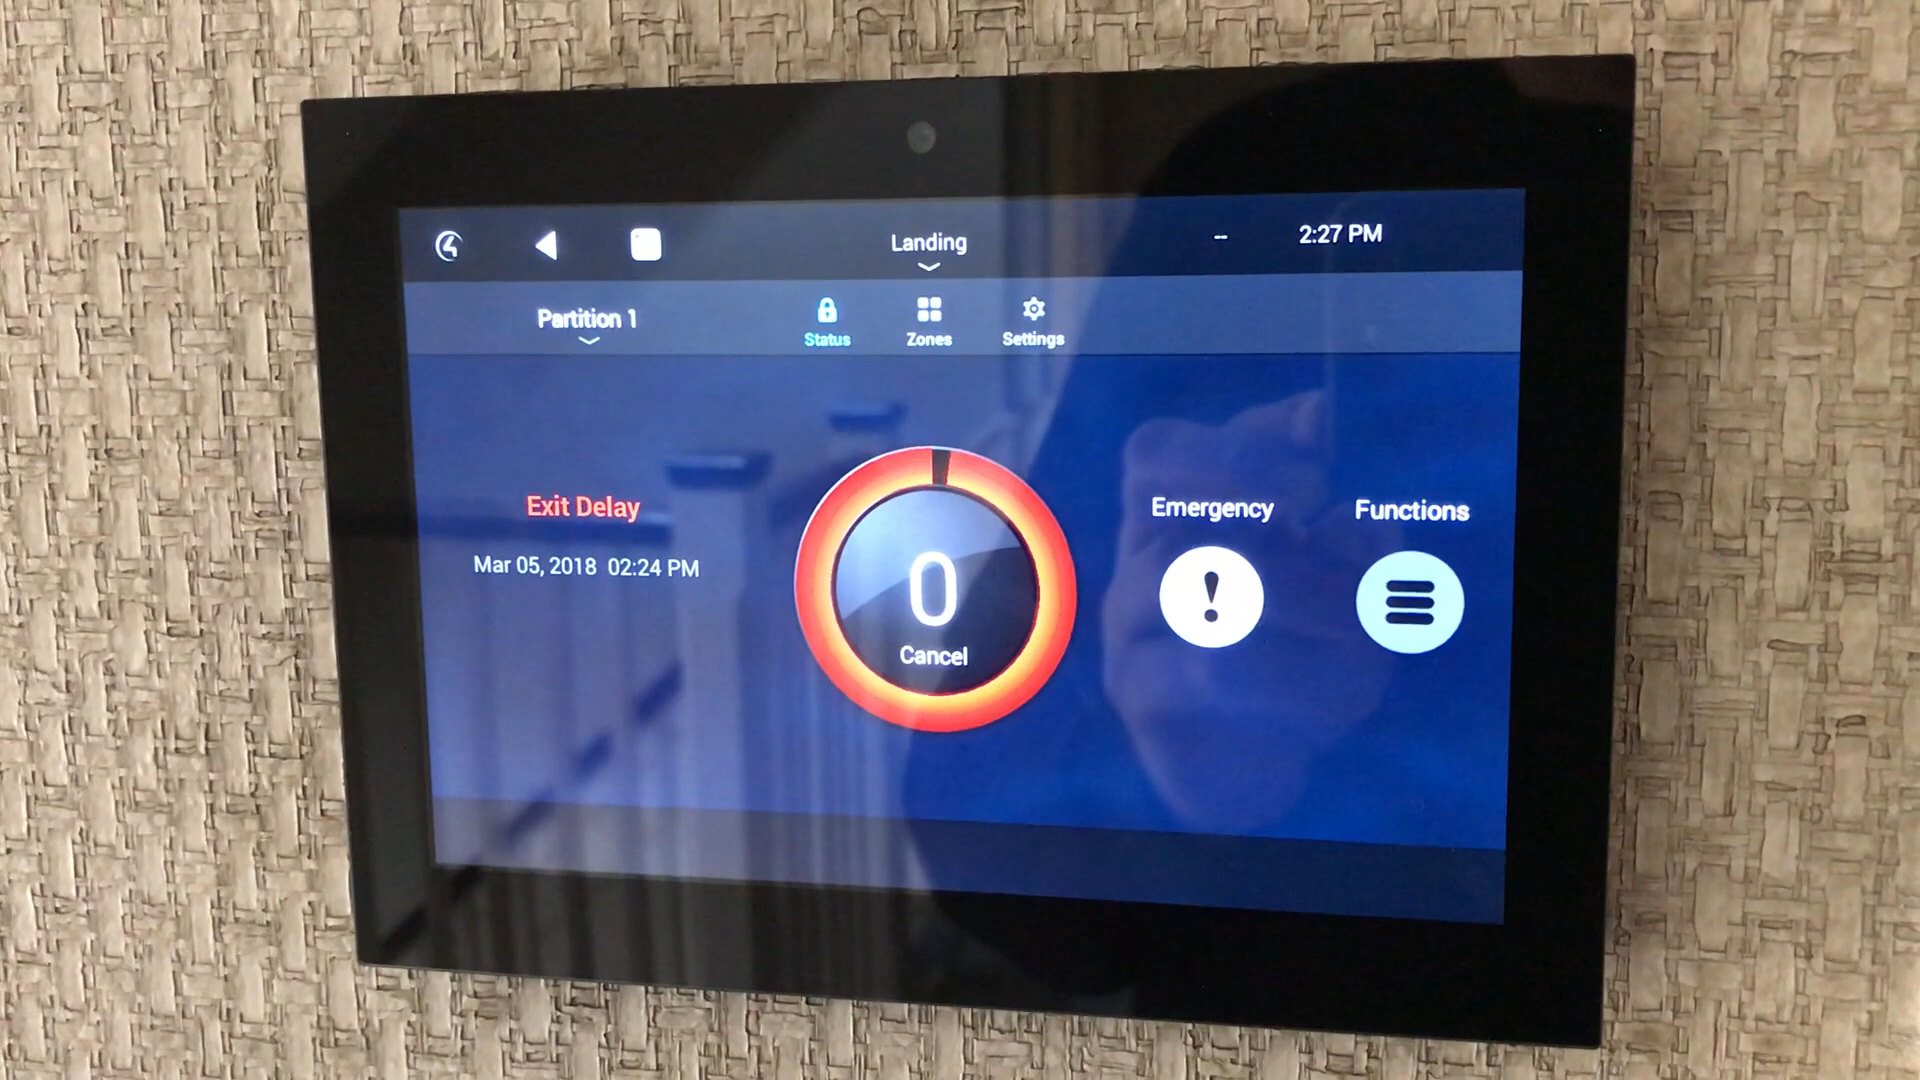 Landing
--
2:27 PM
Partition 1
Status
Zones
Settings
Exit Delay
Mar 05, 2018 02:24 PM
0
Cancel
Emergency
!
Functions